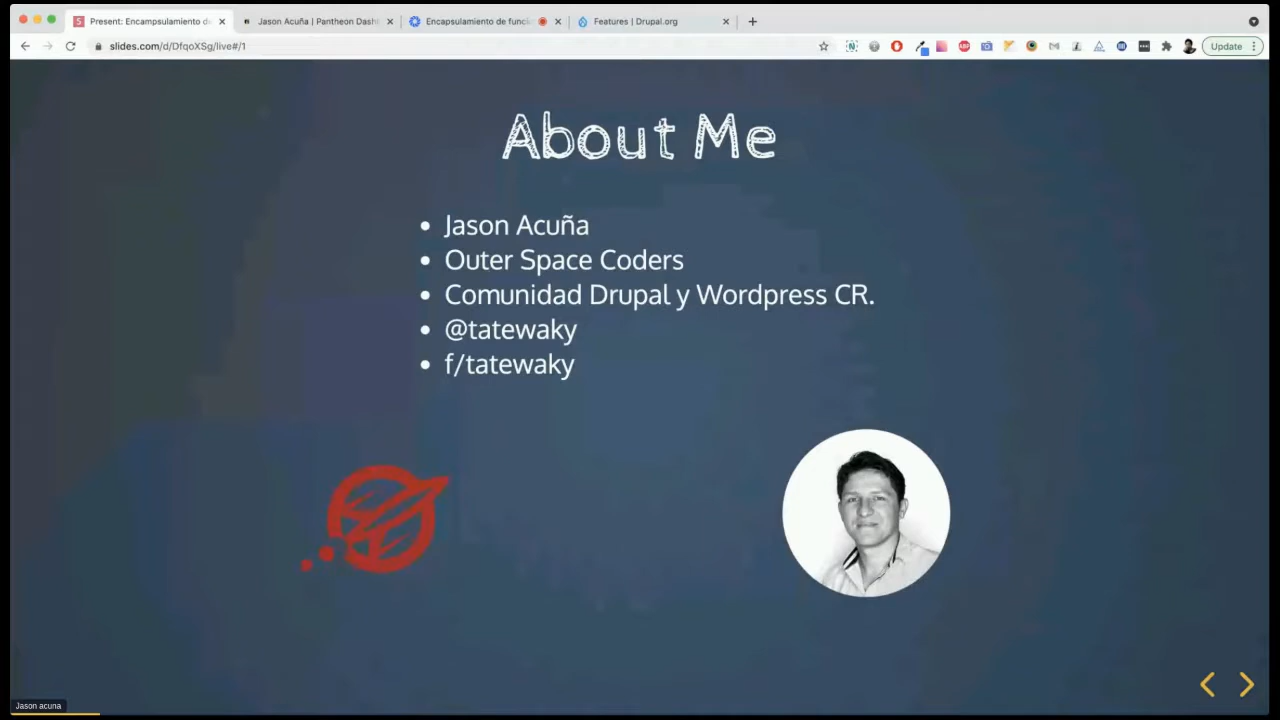 Present: Encampsulamiento de
Jason Acuña | Pantheon Dash
Encapsulamiento de funci
Features | Drupal.org
slides.com/d/DfqoXSg/live#/1
Update
About Me
Jason Acuña
Outer Space Coders
Comunidad Drupal y Wordpress CR.
@tatewaky
f/tatewaky
Jason acuna